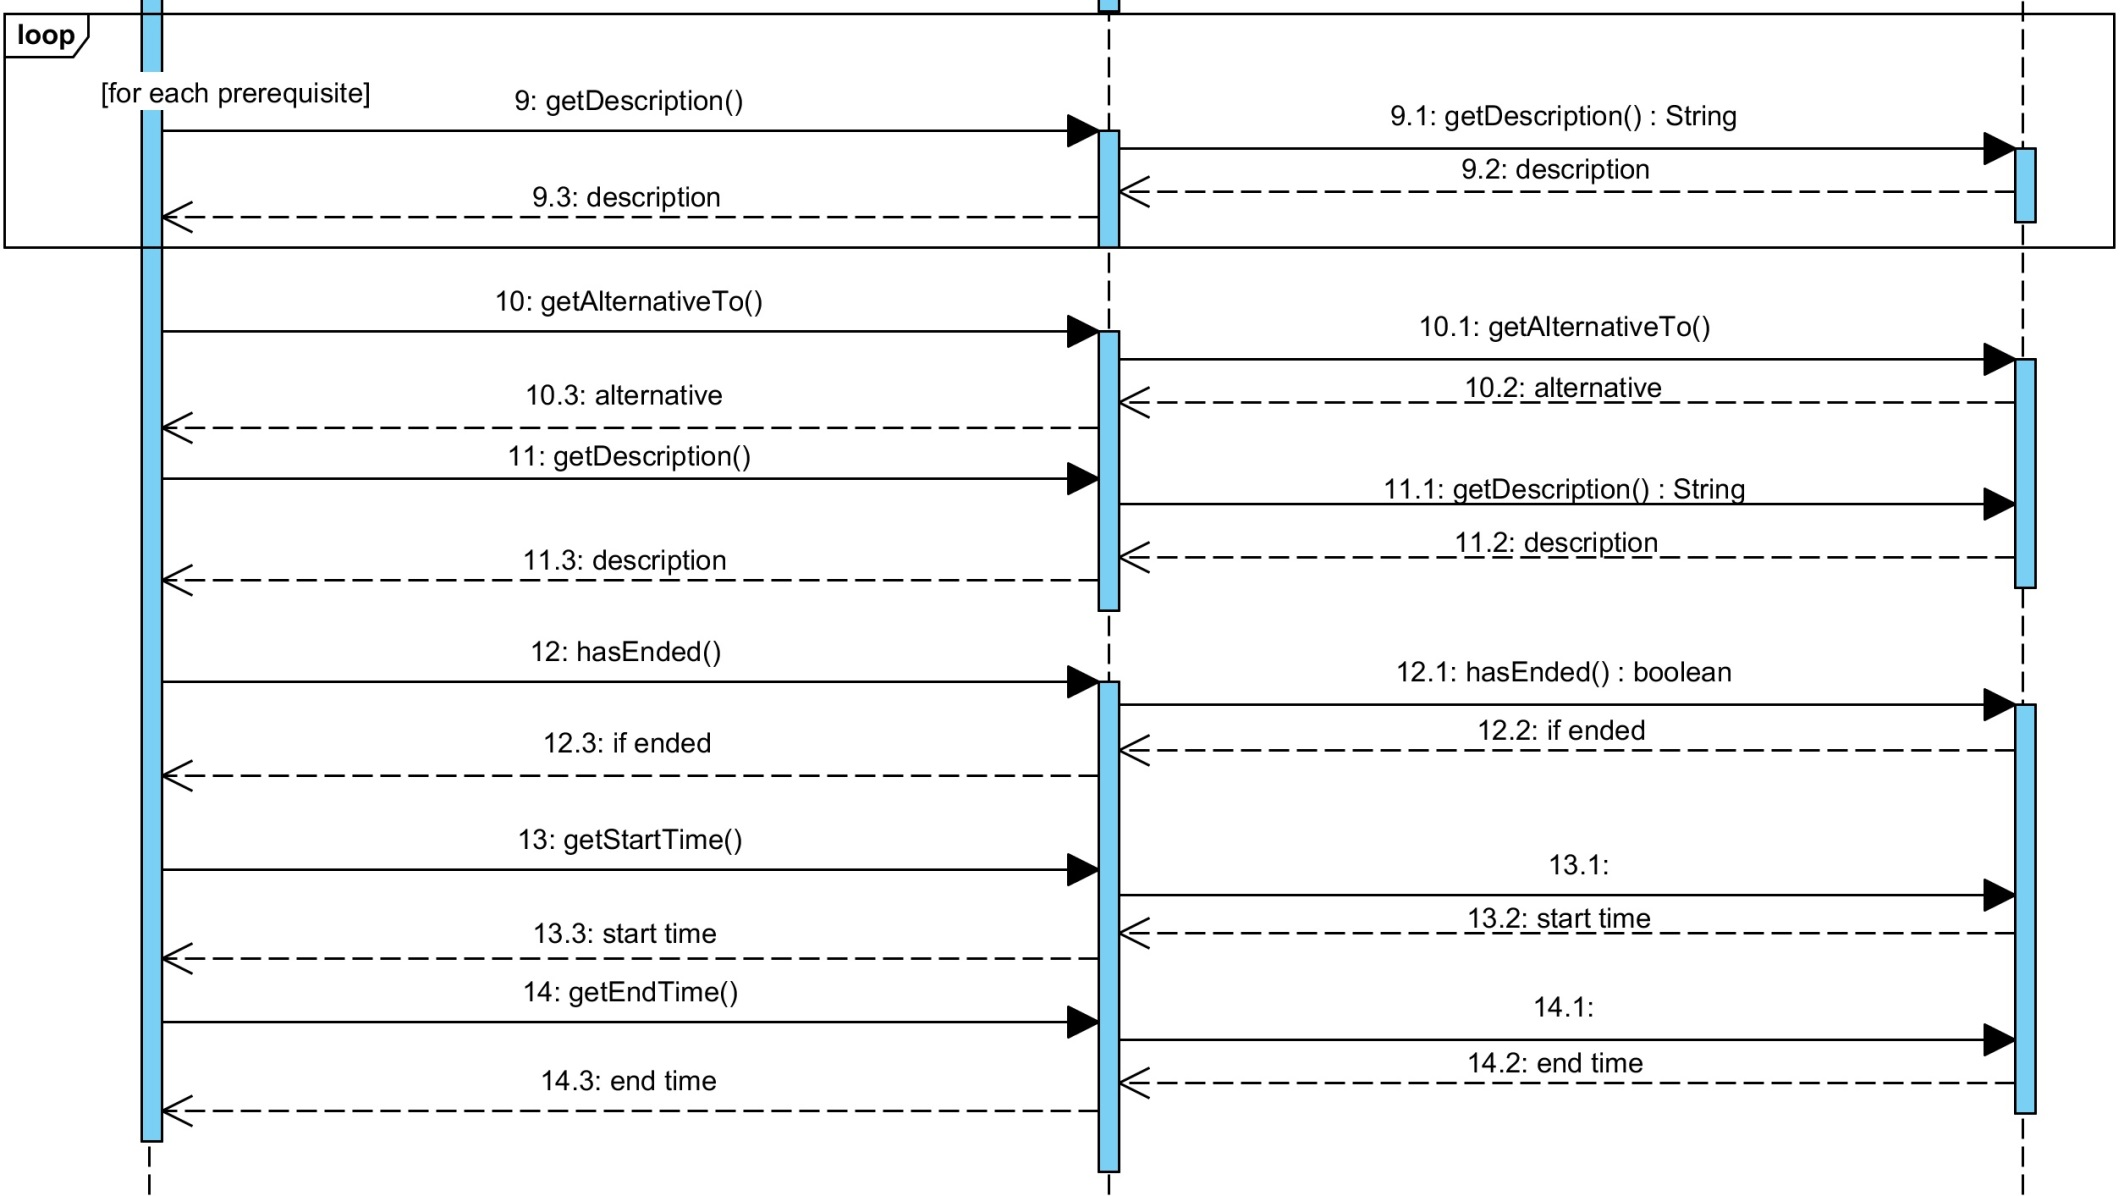 loop
[for each prerequisite]
9: getDescription()
9.1: getDescription() : String
9.2: description
9.3: description
10: getAlternativeTo()
10.1: getAlternativeTo()
10.2: alternative
10.3: alternative
11: getDescription()
11.1: getDescription() : String
11.2: description
11.3: description
12: hasEnded()
12.1: hasEnded() : boolean
12.2: if ended
12.3: if ended
13: getStartTime()
13.1:
13.2: start time
13.3: start time
14: getEndTime()
14.1:
14.2: end time
14.3: end time